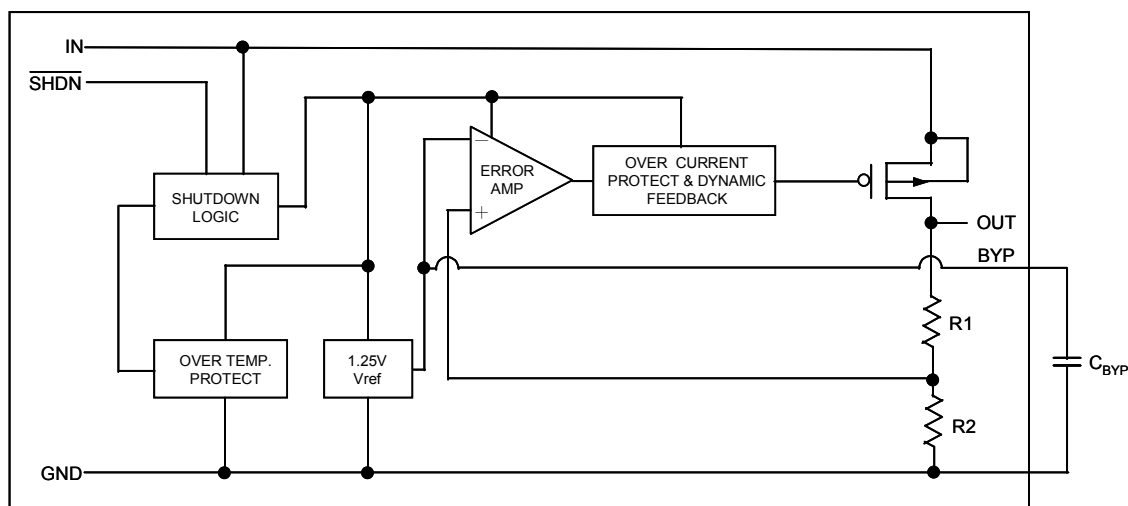 IN
SHDN
SHUTDOWN
LOGIC
−
ERROR
AMP
+
OVER CURRENT
PROTECT & DYNAMIC
FEEDBACK
OUT
BYP
R1
OVER TEMP.
PROTECT
1.25V
Vref
CBYP
R2
GND